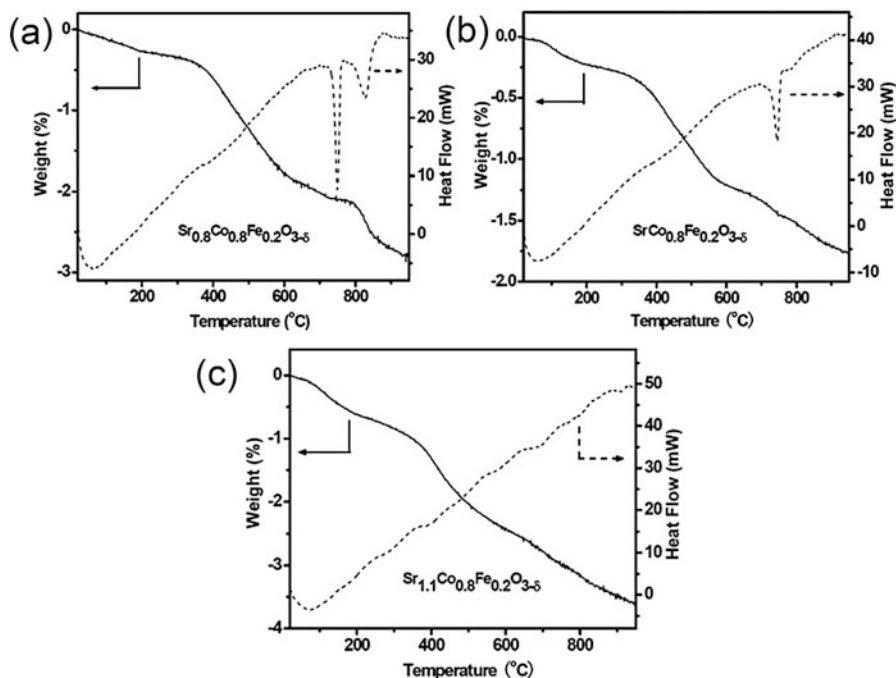 (a)
0
-1
-2
-3
Weight (%)
200 400 600 800
Temperature (°C)
30
20
10
0
Heat Flow (mW)
Sr0.8Co0.8Fe0.2O3-δ
(b)
0.0
-0.5
-1.0
-1.5
-2.0
Weight (%)
200 400 600 800
Temperature (°C)
40
30
20
10
0
-10
Heat Flow (mW)
SrCo0.8Fe0.2O3-δ
(c)
0
-1
-2
-3
-4
Weight (%)
200 400 600 800
Temperature (°C)
50
40
30
20
10
0
Heat Flow (mW)
Sr1.1Co0.8Fe0.2O3-δ